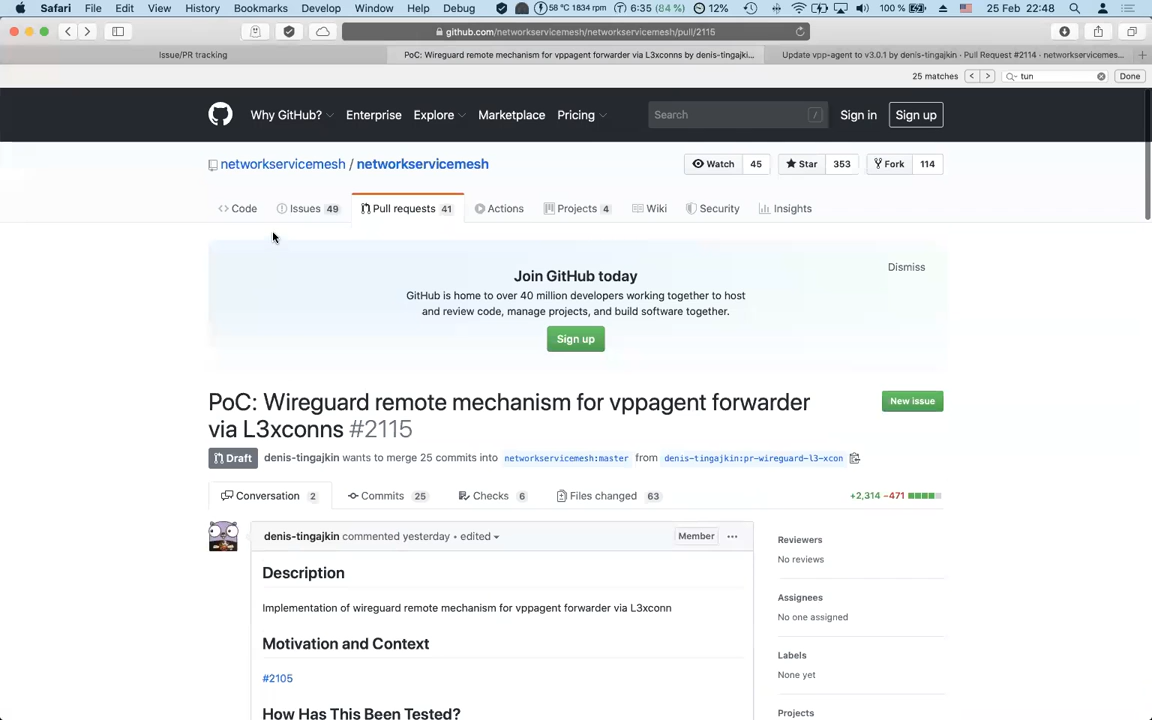 Safari File Edit View History Bookmarks Develop Window Help Debug 58 °C 1834 rpm 6:35 (84 %) 12% 100 % 25 Feb 22:48
github.com/networkservicemesh/networkservicemesh/pull/2115
Issue/PR tracking
PoC: Wireguard remote mechanism for vppagent forwarder via L3xconns by denis-tingajki...
Update vpp-agent to v3.0.1 by denis-tingajkin · Pull Request #2114 · networkservicemes...
25 matches tun Done
Why GitHub? Enterprise Explore Marketplace Pricing Search / Sign in Sign up
networkservicemesh / networkservicemesh Watch 45 Star 353 Fork 114
Code Issues 49 Pull requests 41 Actions Projects 4 Wiki Security Insights
Dismiss
Join GitHub today
GitHub is home to over 40 million developers working together to host
and review code, manage projects, and build software together.
Sign up
PoC: Wireguard remote mechanism for vppagent forwarder
via L3xconns #2115
New issue
Draft denis-tingajkin wants to merge 25 commits into networkservicemesh:master from denis-tingajkin:pr-wireguard-l3-xcon
Conversation 2 Commits 25 Checks 6 Files changed 63 +2,314 −471
denis-tingajkin commented yesterday • edited Member ...
Description
Implementation of wireguard remote mechanism for vppagent forwarder via L3xconn
Motivation and Context
#2105
How Has This Been Tested?
Reviewers
No reviews
Assignees
No one assigned
Labels
None yet
Projects